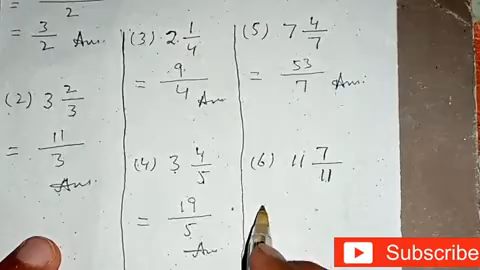 2
= 3/2 Ans.
(2) 3 2/3
= 11/3
Ans.
(3) 2 1/4
= 9/4 Ans
(4) 3 4/5
= 19/5
Ans
(5) 7 4/7
= 53/7 Ans.
(6) 11 7/11
Subscribe